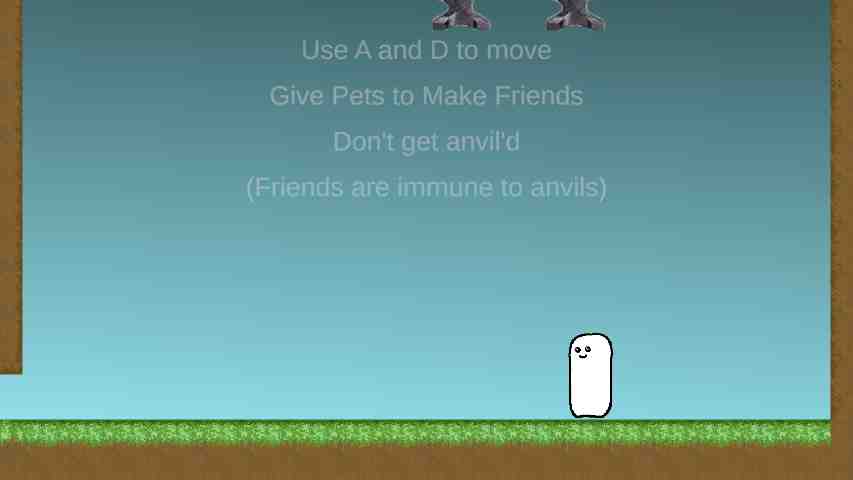 Use A and D to move
Give Pets to Make Friends
Don't get anvil'd
(Friends are immune to anvils)